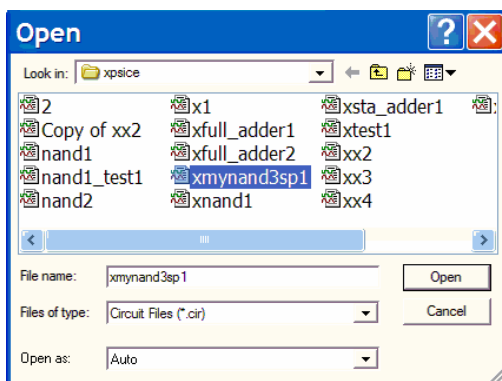 Open
Look in: xpsice
2 x1 xsta_adder1 x
Copy of xx2 xfull_adder1 xtest1
nand1 xfull_adder2 xx2
nand1_test1 xmynand3sp1 xx3
nand2 xnand1 xx4
File name: xmynand3sp1 Open
Files of type: Circuit Files (*.cir) Cancel
Open as: Auto